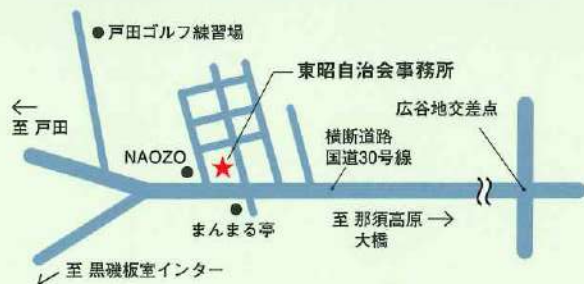 戸田ゴルフ練習場
東昭自治会事務所
←
至 戸田
広谷地交差点
NAOZO
横断道路
国道30号線
まんまる亭
至 那須高原 →
大橋
至 黒磯板室インター